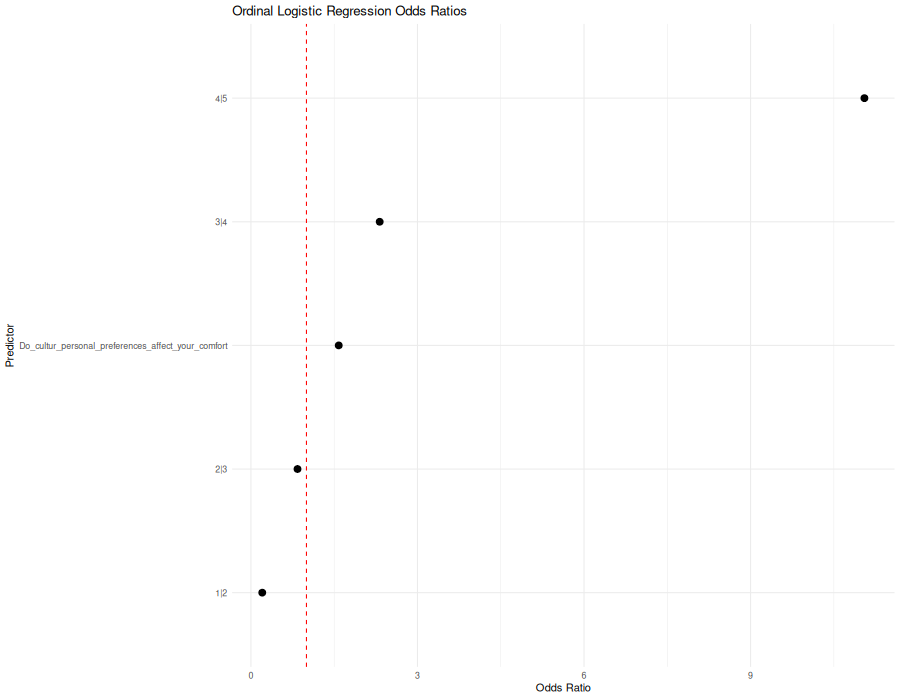 Ordinal Logistic Regression Odds Ratios
4|5
3|4
Do_cultur_personal_preferences_affect_your_comfort
2|3
1|2
Predictor
0 3 6 9
Odds Ratio